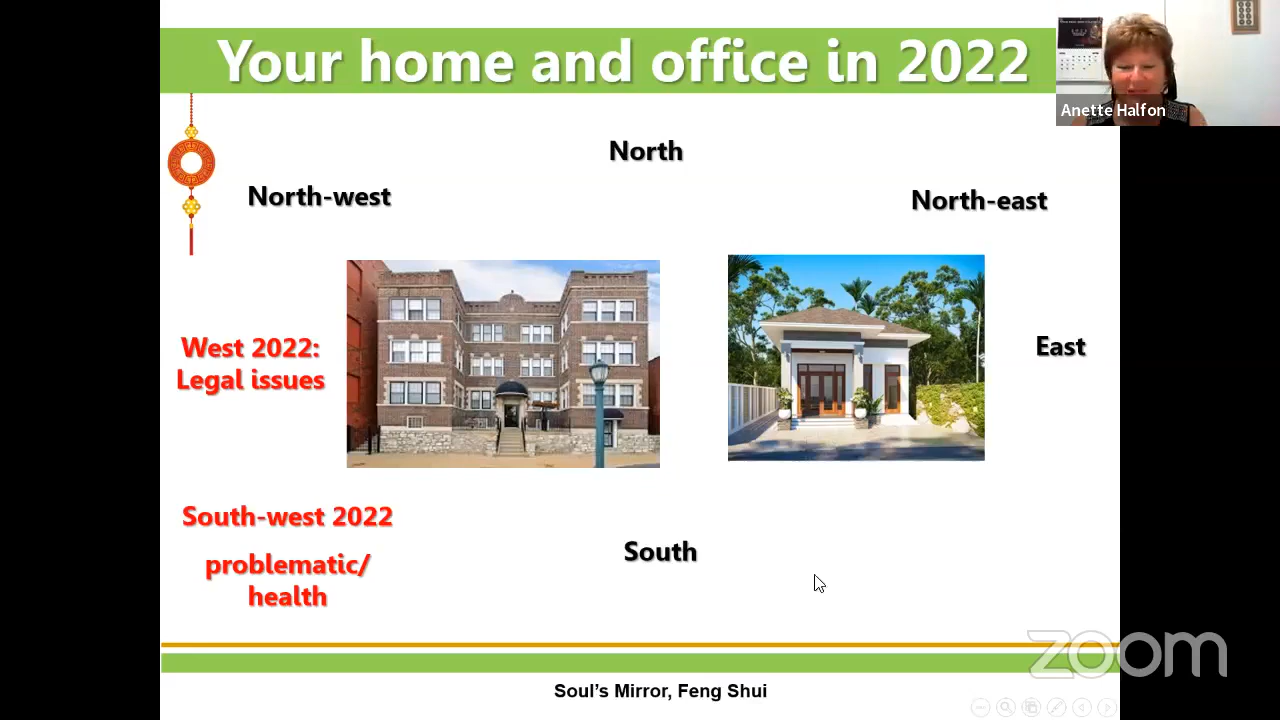 Your home and office in 2022
Anette Halfon
North
North-west
North-east
West 2022:
Legal issues
East
South-west 2022
problematic/
health
South
zoom
Soul's Mirror, Feng Shui